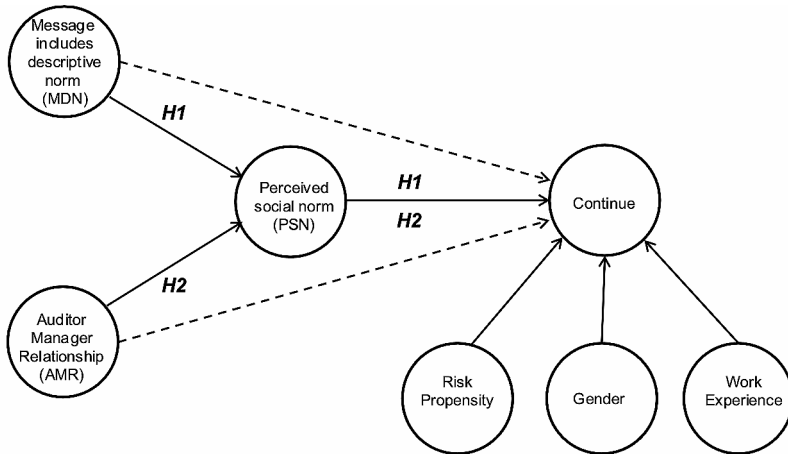 Message
includes
descriptive
norm
(MDN)
H1
Perceived
social norm
(PSN)
H1
H2
Continue
H2
Auditor
Manager
Relationship
(AMR)
Risk
Propensity
Gender
Work
Experience